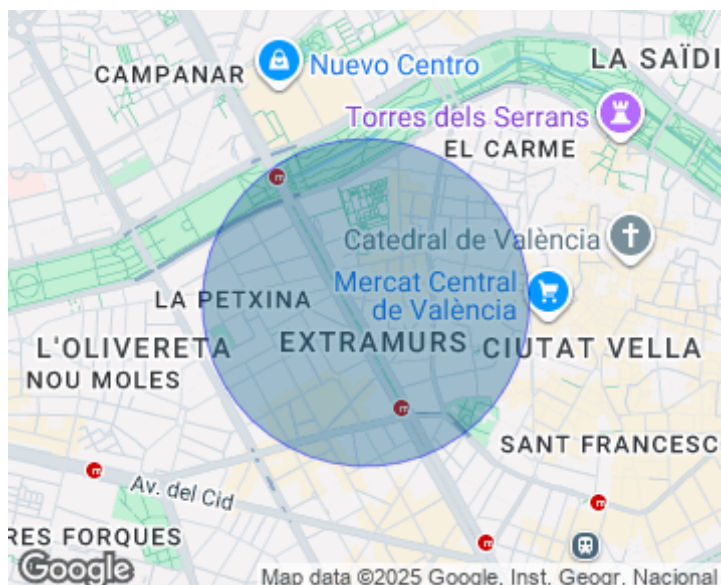 LA SAÏDI
CAMPANAR
Nuevo Centro
Torres dels Serrans
EL CARME
Catedral de València
Mercat Central
de València
LA PETXINA
L'OLIVERETA
EXTRAMURS
CIUTAT VELLA
NOU MOLES
SANT FRANCESC
Av. del Cid
RES FORQUES
Google
Map data ©2025 Google, Inst. Geogr. Nacional